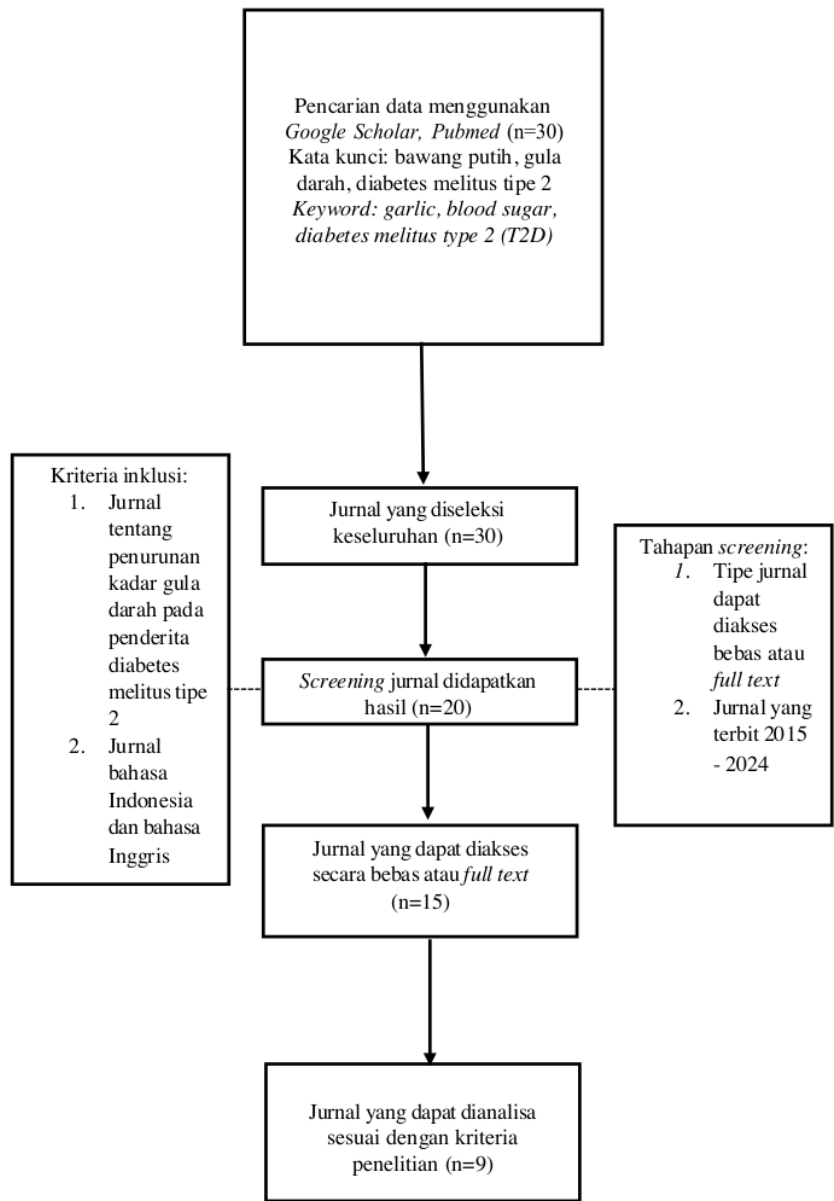 Pencarian data menggunakan
Google Scholar, Pubmed (n=30)
Kata kunci: bawang putih, gula
darah, diabetes melitus tipe 2
Keyword: garlic, blood sugar,
diabetes melitus type 2 (T2D)
Jurnal yang diseleksi
keseluruhan (n=30)
Kriteria inklusi:
1. Jurnal
tentang
penurunan
kadar gula
darah pada
penderita
diabetes
melitus tipe
2
2. Jurnal
bahasa
Indonesia
dan bahasa
Inggris
Screening jurnal didapatkan
hasil (n=20)
Tahapan screening:
1. Tipe jurnal
dapat
diakses
bebas atau
full text
2. Jurnal yang
terbit 2015
- 2024
Jurnal yang dapat diakses
secara bebas atau full text
(n=15)
Jurnal yang dapat dianalisa
sesuai dengan kriteria
penelitian (n=9)